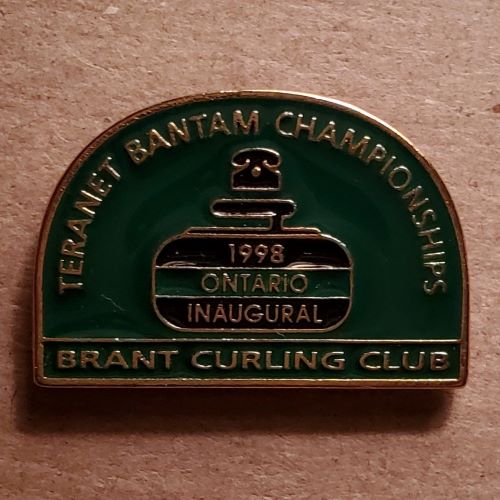 TERANET BANTAM CHAMPIONSHIPS
1998
ONTARIO
INAUGURAL
BRANT CURLING CLUB